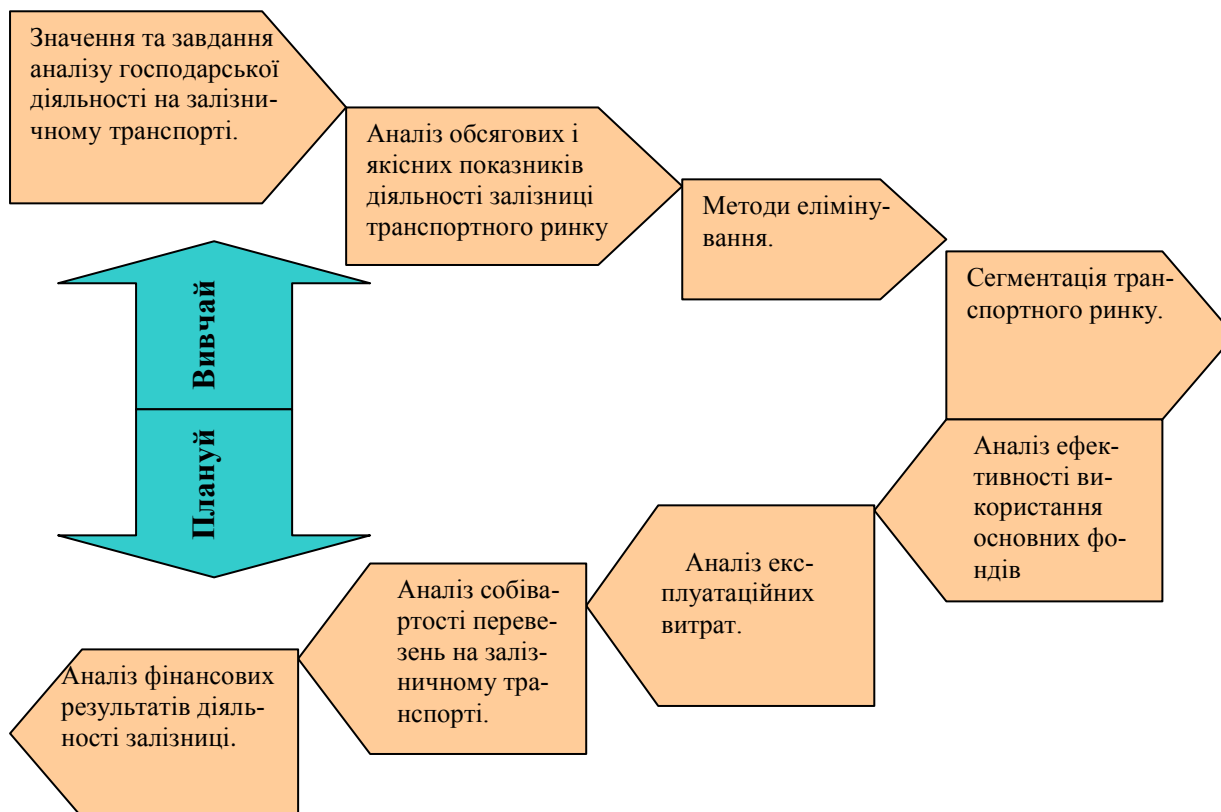 Значення та завдання
аналізу господарської
діяльності на залізни-
чному транспорті.
Аналіз обсягових і
якісних показників
діяльності залізниці
транспортного ринку
Методи елімінування.
Сегментація тран-
спортного ринку.
Вивчай
Плануй
Аналіз ефек-
тивності ви-
користання
основних фо-
ндів
Аналіз екс-
плуатаційних
витрат.
Аналіз собіва-
ртості переве-
зень на заліз-
ничному тра-
нспорті.
Аналіз фінансових
результатів діяль-
ності залізниці.